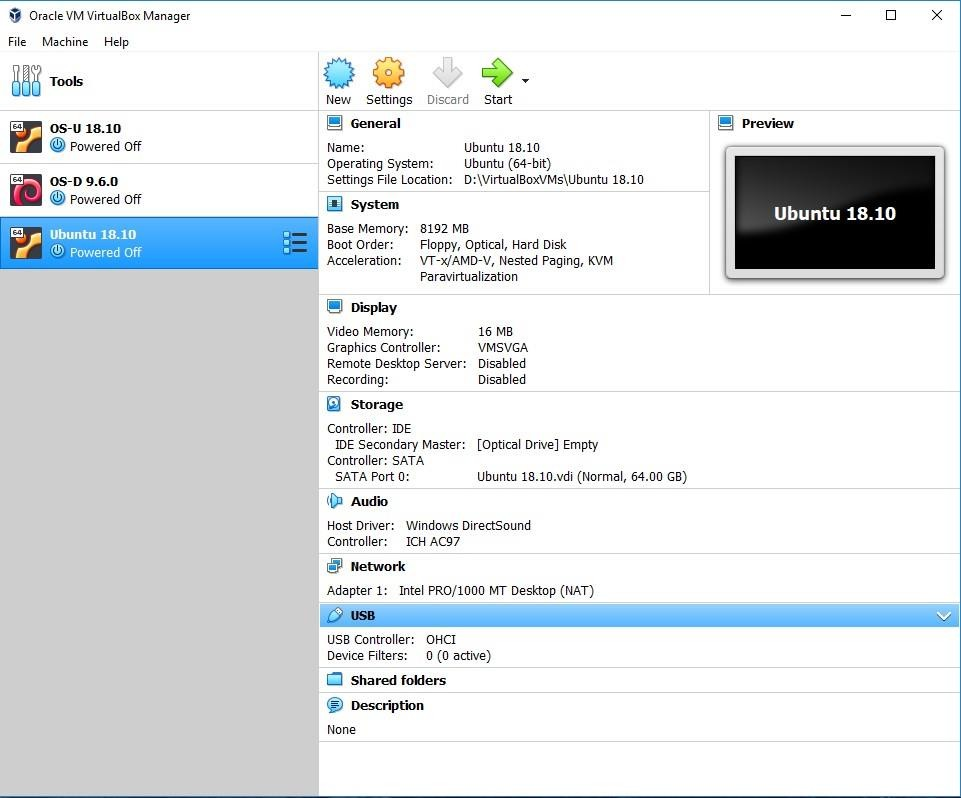 Oracle VM VirtualBox Manager
File Machine Help
Tools
New Settings Discard Start
64 OS-U 18.10
Powered Off
64 OS-D 9.6.0
Powered Off
64 Ubuntu 18.10
Powered Off
General
Name: Ubuntu 18.10
Operating System: Ubuntu (64-bit)
Settings File Location: D:\VirtualBoxVMs\Ubuntu 18.10
Preview
Ubuntu 18.10
System
Base Memory: 8192 MB
Boot Order: Floppy, Optical, Hard Disk
Acceleration: VT-x/AMD-V, Nested Paging, KVM
Paravirtualization
Display
Video Memory: 16 MB
Graphics Controller: VMSVGA
Remote Desktop Server: Disabled
Recording: Disabled
Storage
Controller: IDE
IDE Secondary Master: [Optical Drive] Empty
Controller: SATA
SATA Port 0: Ubuntu 18.10.vdi (Normal, 64.00 GB)
Audio
Host Driver: Windows DirectSound
Controller: ICH AC97
Network
Adapter 1: Intel PRO/1000 MT Desktop (NAT)
USB
USB Controller: OHCI
Device Filters: 0 (0 active)
Shared folders
Description
None